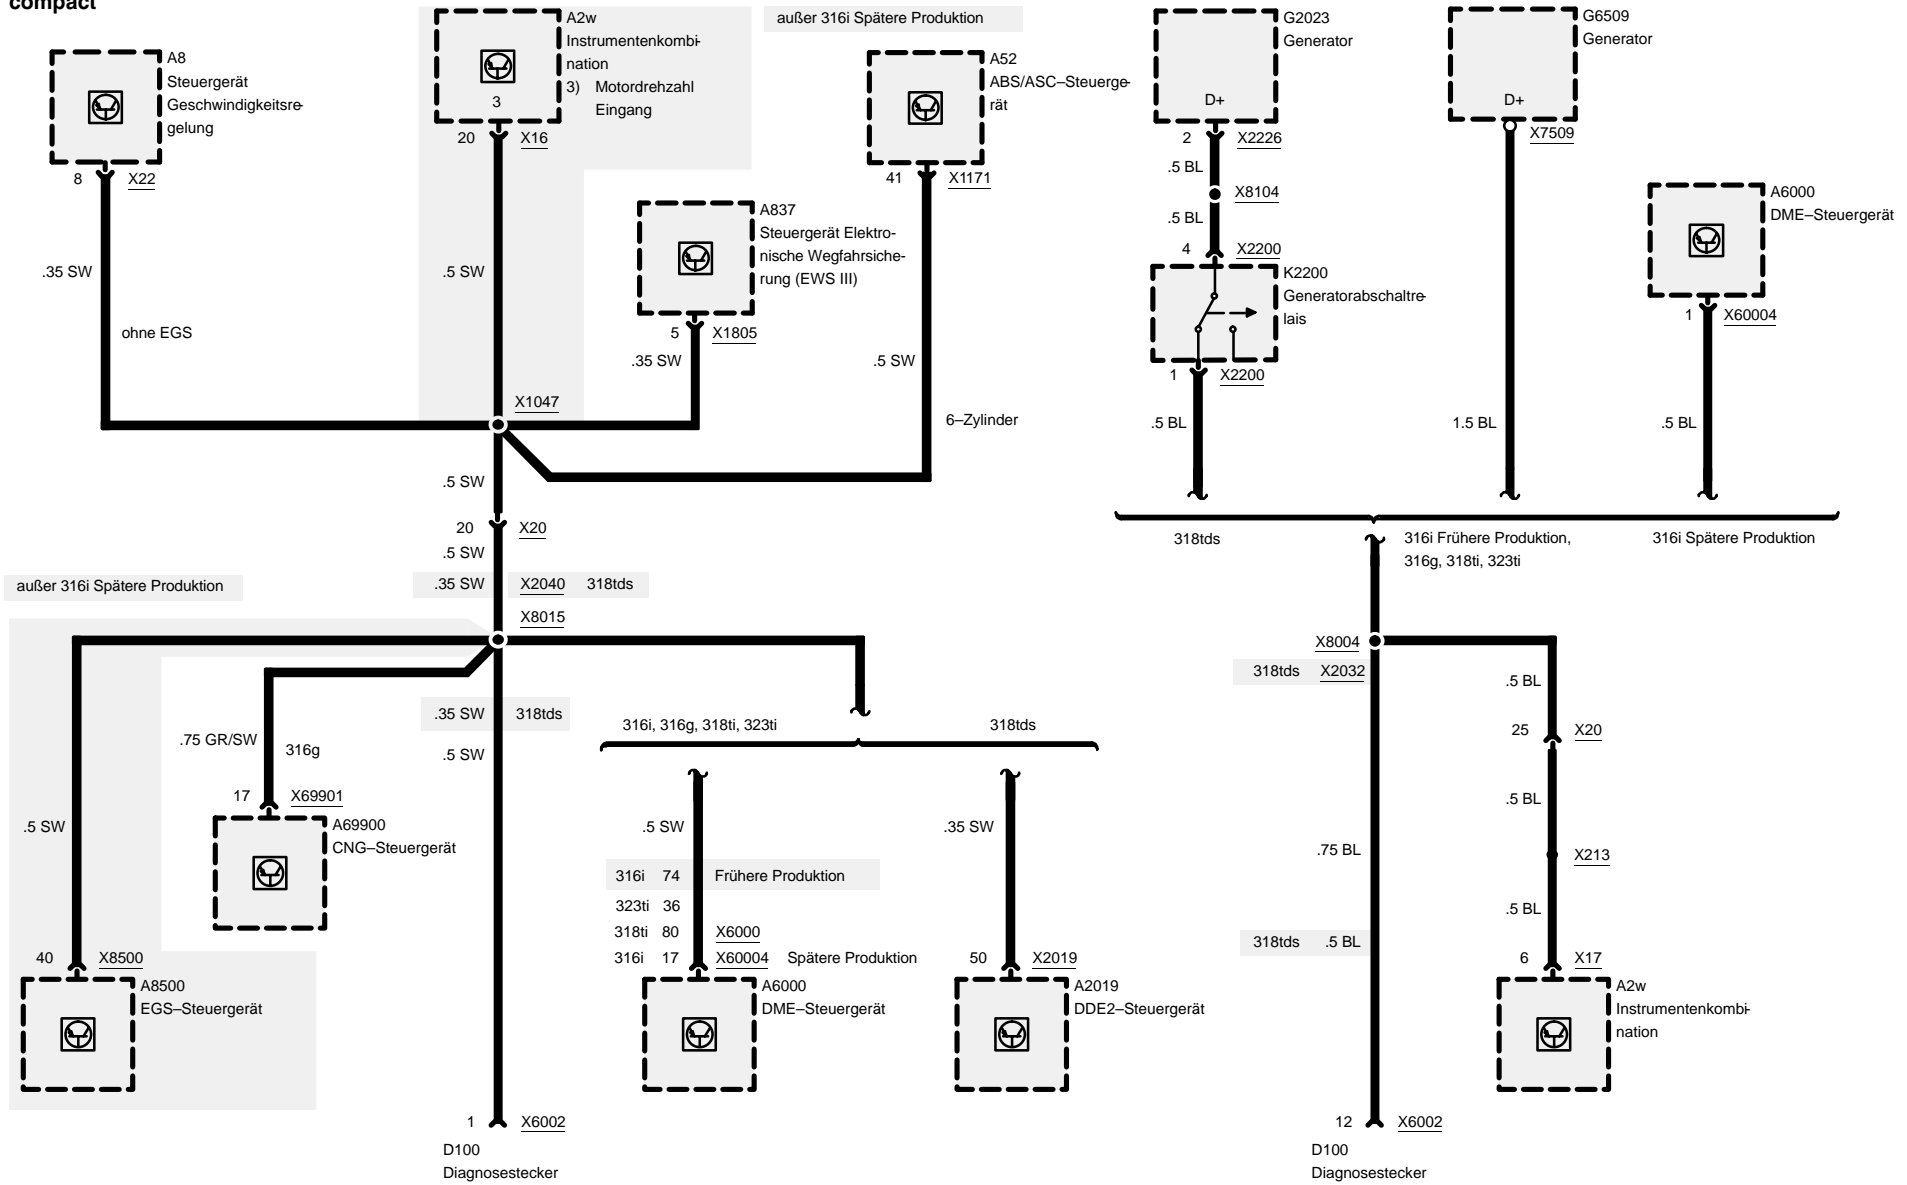 compact
A8
Steuergerät
Geschwindigkeitsre-
gelung
8 X22
.35 SW
ohne EGS
A2w
Instrumentenkombi-
nation
3) Motordrehzahl
Eingang
3
20 X16
.5 SW
außer 316i Spätere Produktion
A52
ABS/ASC–Steuerge-
rät
41 X1171
.5 SW
6–Zylinder
A837
Steuergerät Elektro-
nische Wegfahrsiche-
rung (EWS III)
5 X1805
.35 SW
X1047
.5 SW
20 X20
.5 SW
.35 SW X2040 318tds
X8015
außer 316i Spätere Produktion
.35 SW 318tds
.5 SW
.75 GR/SW 316g
17 X69901
A69900
CNG–Steuergerät
.5 SW
40 X8500
A8500
EGS–Steuergerät
1 X6002
D100
Diagnosestecker
316i, 316g, 318ti, 323ti
318tds
.5 SW
316i 74 Frühere Produktion
323ti 36
318ti 80 X6000
316i 17 X60004 Spätere Produktion
A6000
DME–Steuergerät
.35 SW
50 X2019
A2019
DDE2–Steuergerät
G2023
Generator
D+
2 X2226
.5 BL
X8104
.5 BL
4 X2200
K2200
Generatorabschaltre-
lais
1 X2200
.5 BL
G6509
Generator
D+
X7509
1.5 BL
A6000
DME–Steuergerät
1 X60004
.5 BL
318tds
316i Frühere Produktion,
316g, 318ti, 323ti
316i Spätere Produktion
X8004
318tds X2032
.5 BL
25 X20
.5 BL
.75 BL
X213
.5 BL
318tds .5 BL
6 X17
A2w
Instrumentenkombi-
nation
12 X6002
D100
Diagnosestecker